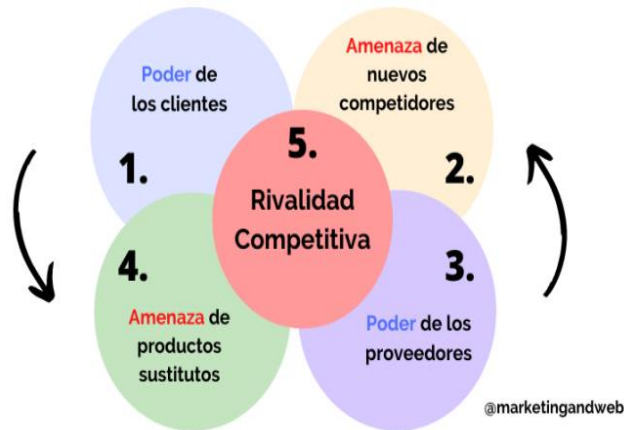 Poder de
los clientes
1.
Amenaza de
nuevos
competidores
2.
5.
Rivalidad
Competitiva
4.
Amenaza de
productos
sustitutos
3.
Poder de los
proveedores
@marketingandweb